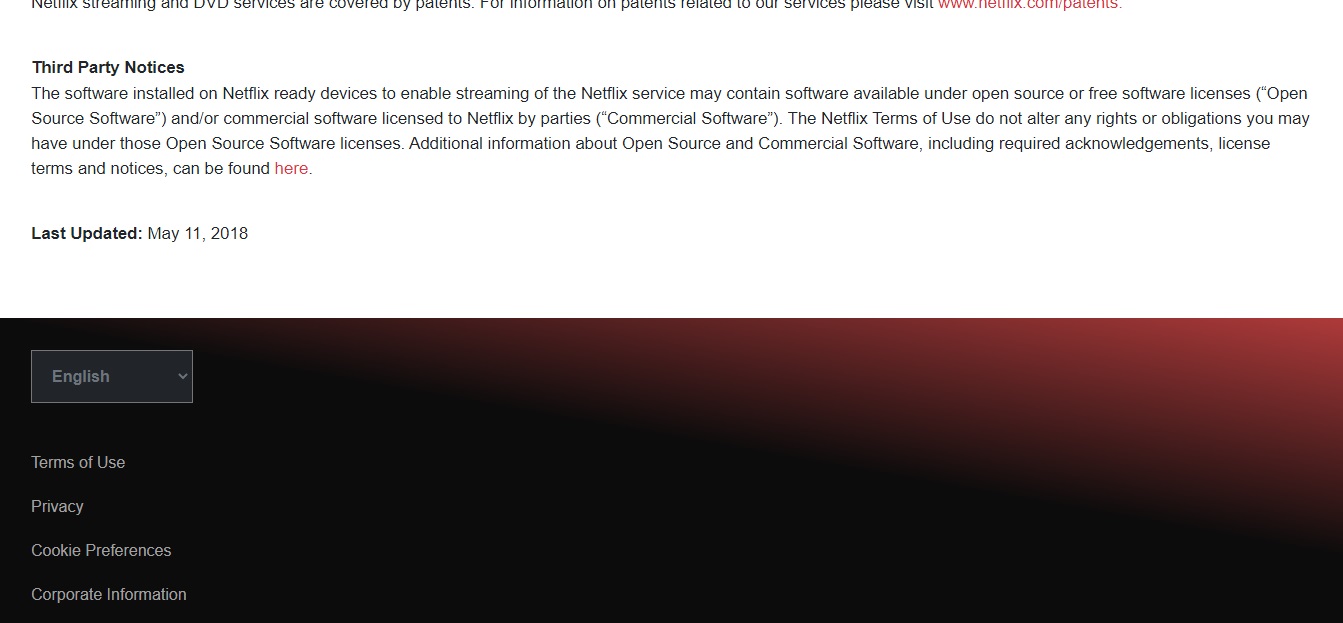 Netflix streaming and DVD services are covered by patents. For information on patents related to our services please visit www.netflix.com/patents.
Third Party Notices
The software installed on Netflix ready devices to enable streaming of the Netflix service may contain software available under open source or free software licenses (“Open
Source Software”) and/or commercial software licensed to Netflix by parties (“Commercial Software”). The Netflix Terms of Use do not alter any rights or obligations you may
have under those Open Source Software licenses. Additional information about Open Source and Commercial Software, including required acknowledgements, license
terms and notices, can be found here.
Last Updated: May 11, 2018
English
Terms of Use
Privacy
Cookie Preferences
Corporate Information